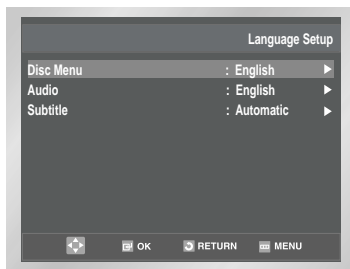 Language Setup
Disc Menu : English ▶
Audio : English ▶
Subtitle : Automatic ▶
OK RETURN MENU